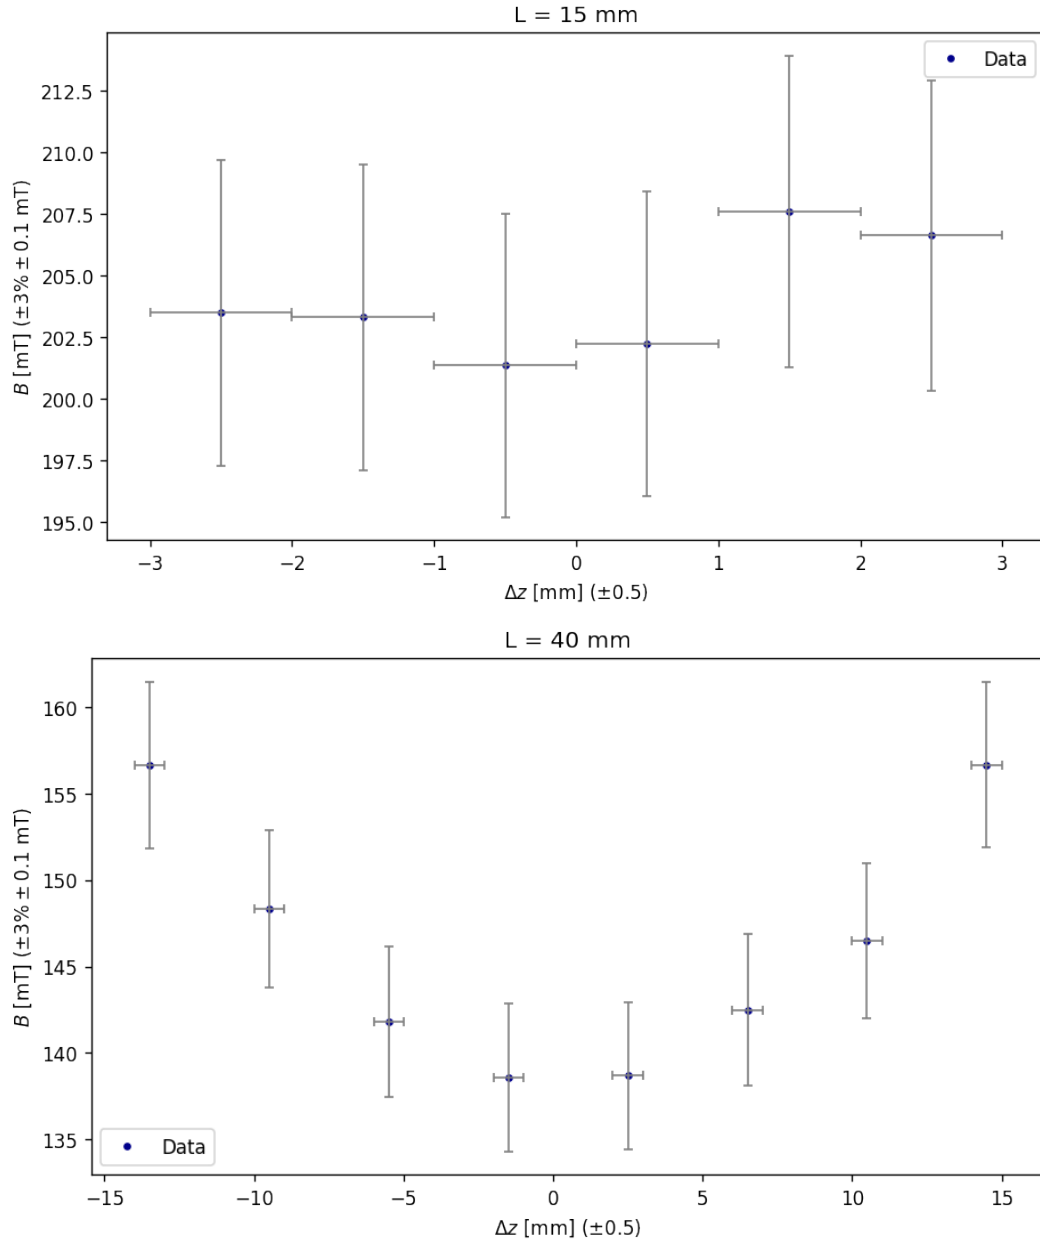 L = 15 mm
Data
212.5
210.0
207.5
205.0
202.5
200.0
197.5
195.0
B [mT] (±3% ± 0.1 mT)
−3 −2 −1 0 1 2 3
Δz [mm] (±0.5)
L = 40 mm
160
155
150
145
140
135
B [mT] (±3% ± 0.1 mT)
Data
−15 −10 −5 0 5 10 15
Δz [mm] (±0.5)